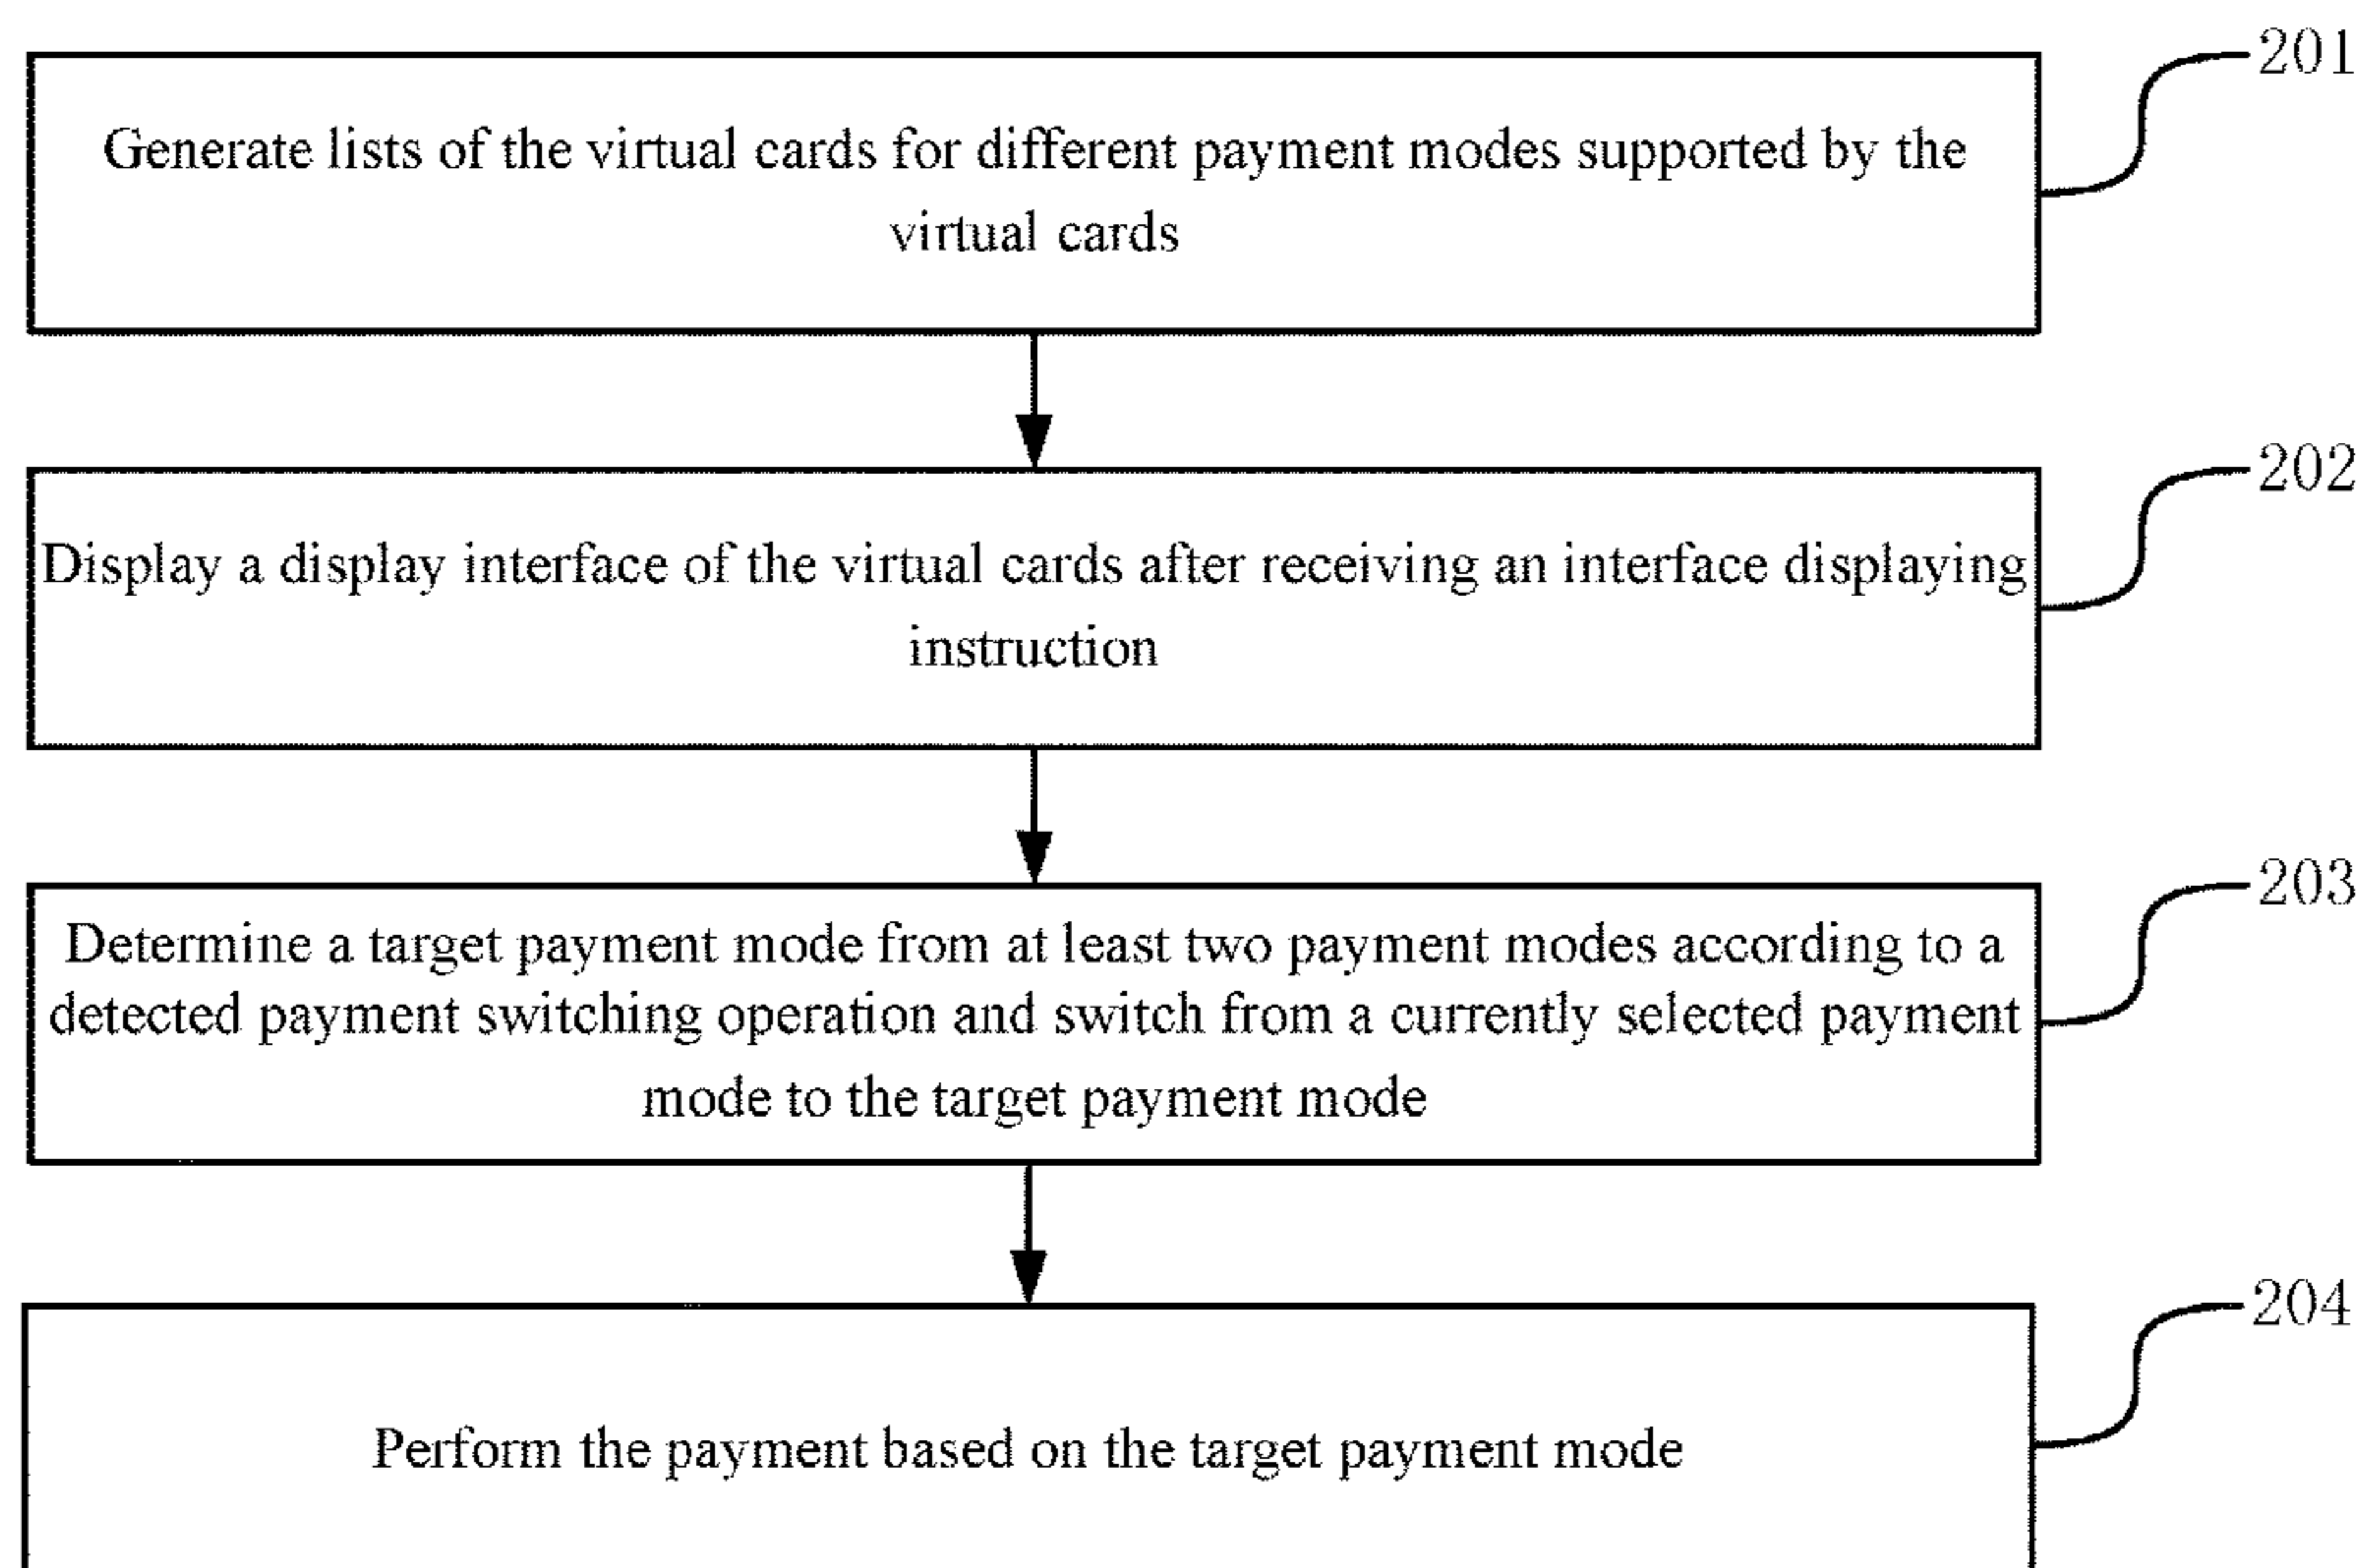 201
Generate lists of the virtual cards for different payment modes supported by the
virtual cards
202
Display a display interface of the virtual cards after receiving an interface displaying
instruction
203
Determine a target payment mode from at least two payment modes according to a
detected payment switching operation and switch from a currently selected payment
mode to the target payment mode
204
Perform the payment based on the target payment mode